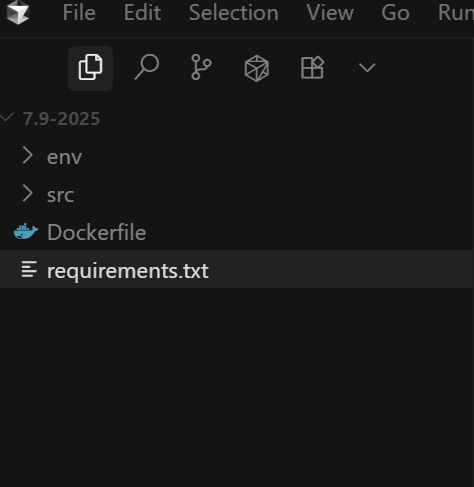 File Edit Selection View Go Run
7.9-2025
env
src
Dockerfile
requirements.txt